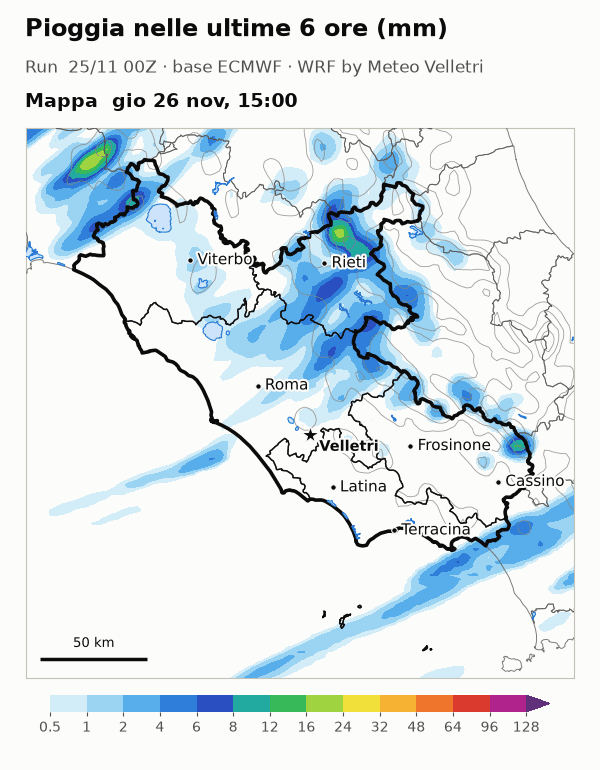 Pioggia nelle ultime 6 ore (mm)
Run  25/11 00Z · base ECMWF · WRF by Meteo Velletri
Mappa  gio 26 nov, 15:00
Viterbo
Rieti
Roma
Velletri
Frosinone
Cassino
Latina
Terracina
50 km
0.5 1 2 4 6 8 12 16 24 32 48 64 96 128